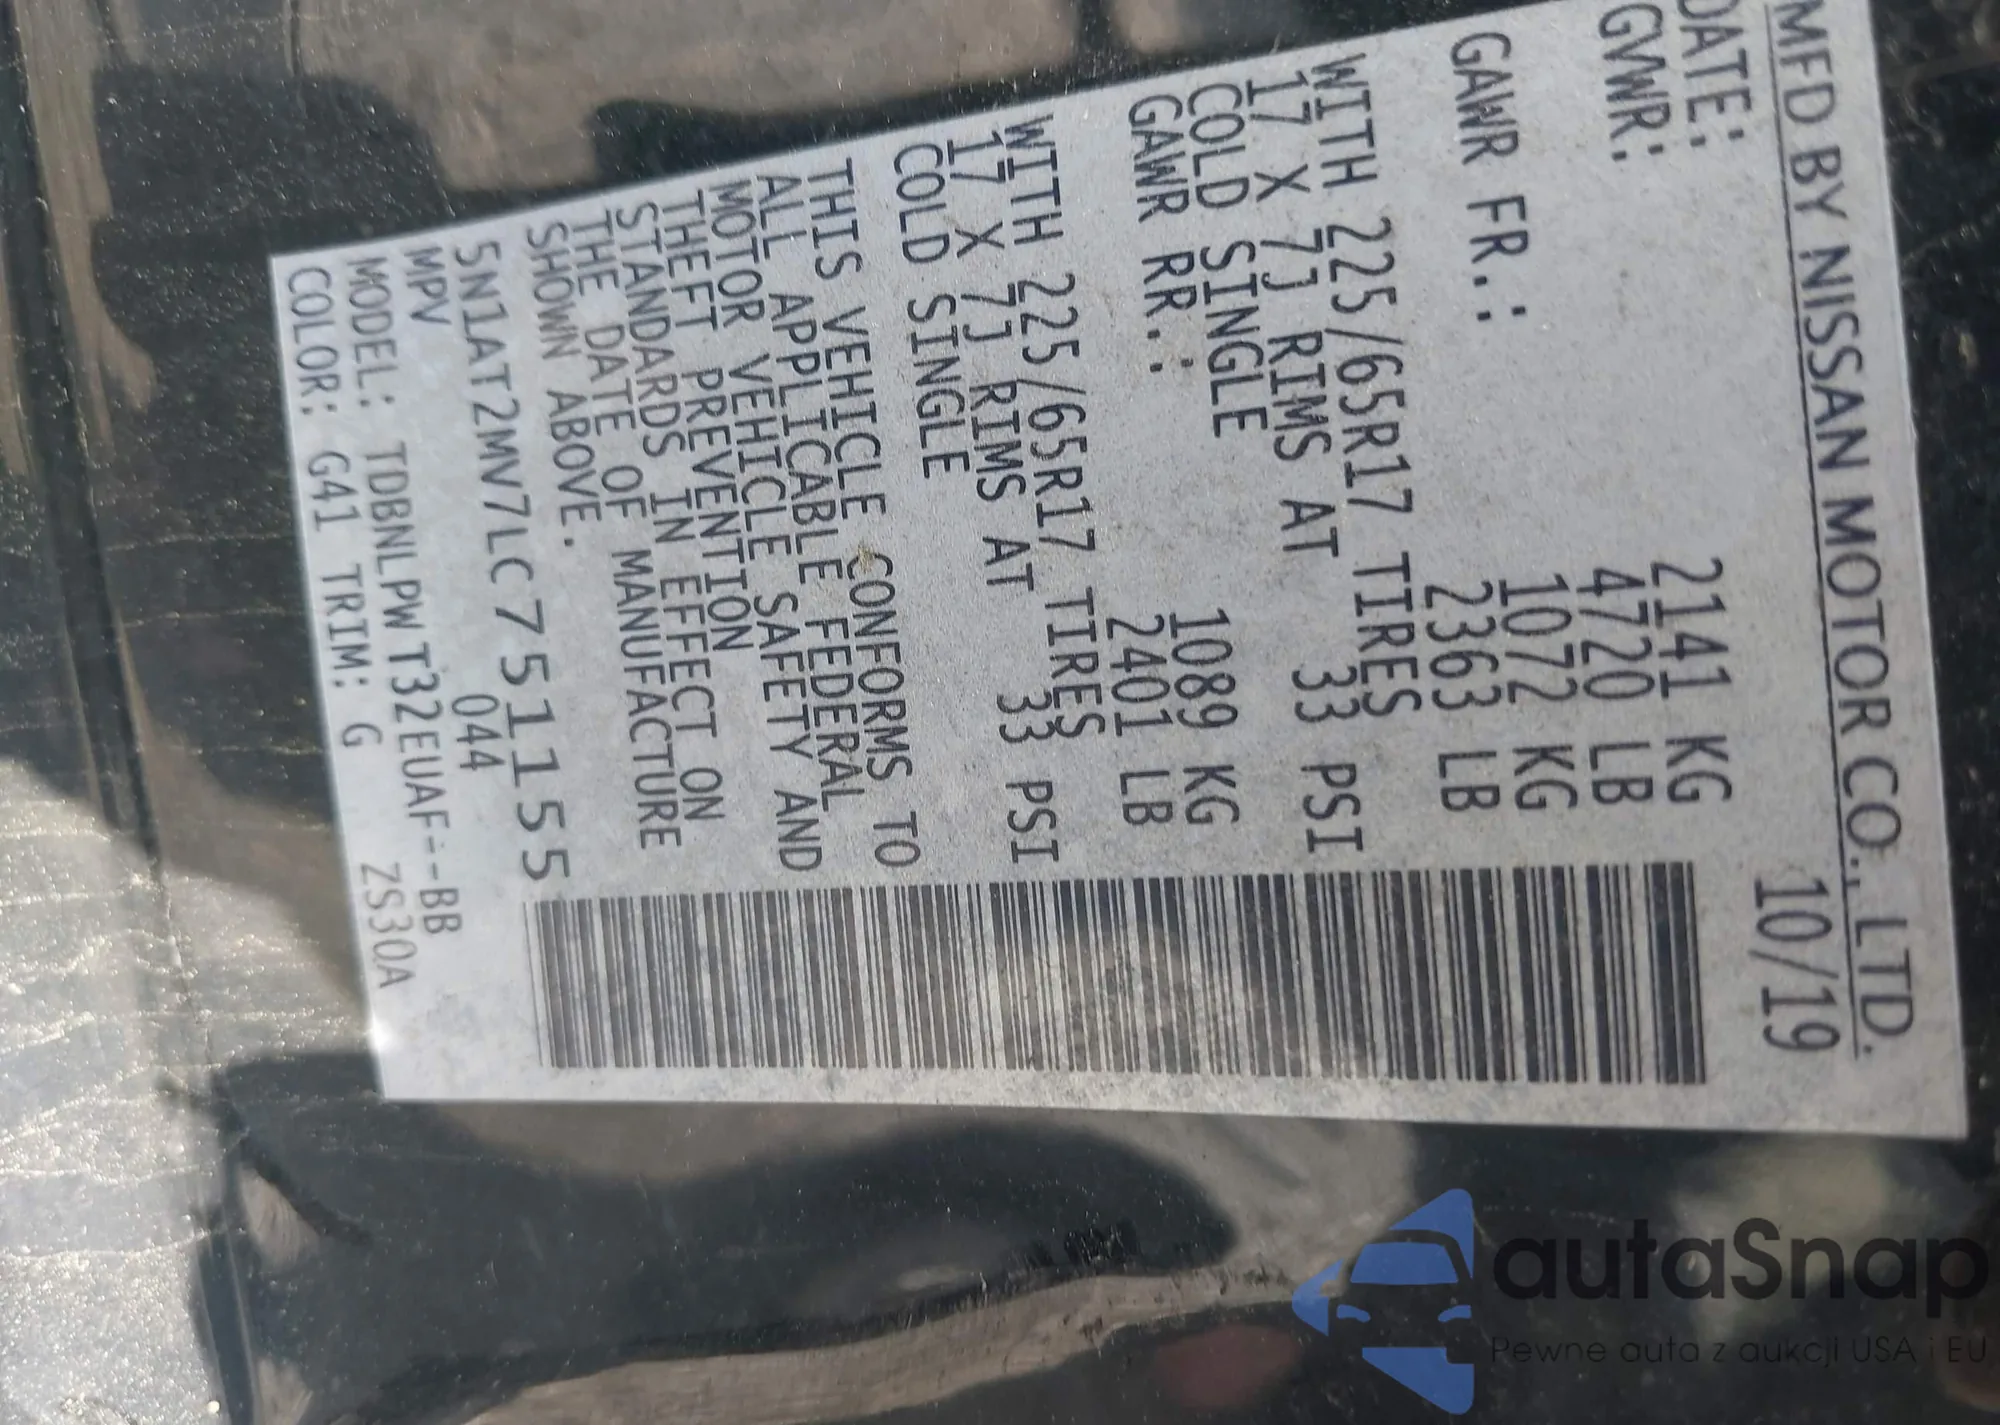 MFD BY NISSAN MOTOR CO., LTD.
DATE: 10/19
GVWR: 2141 KG
4720 LB
GAWR FR.: 1072 KG
2363 LB
WITH 225/65R17 TIRES
17 X 7J RIMS AT 33 PSI
COLD SINGLE
GAWR RR.: 1089 KG
2401 LB
WITH 225/65R17 TIRES
17 X 7J RIMS AT 33 PSI
COLD SINGLE
THIS VEHICLE CONFORMS TO
ALL APPLICABLE FEDERAL
MOTOR VEHICLE SAFETY AND
THEFT PREVENTION
STANDARDS IN EFFECT ON
THE DATE OF MANUFACTURE
SHOWN ABOVE.
5N1AT2MV7LC751155
MPV 044
MODEL: TDBNLPWT32EUAF--BB
COLOR: G41 TRIM: G ZS30A
autaSnap
Pewne auta z aukcji USA i EU